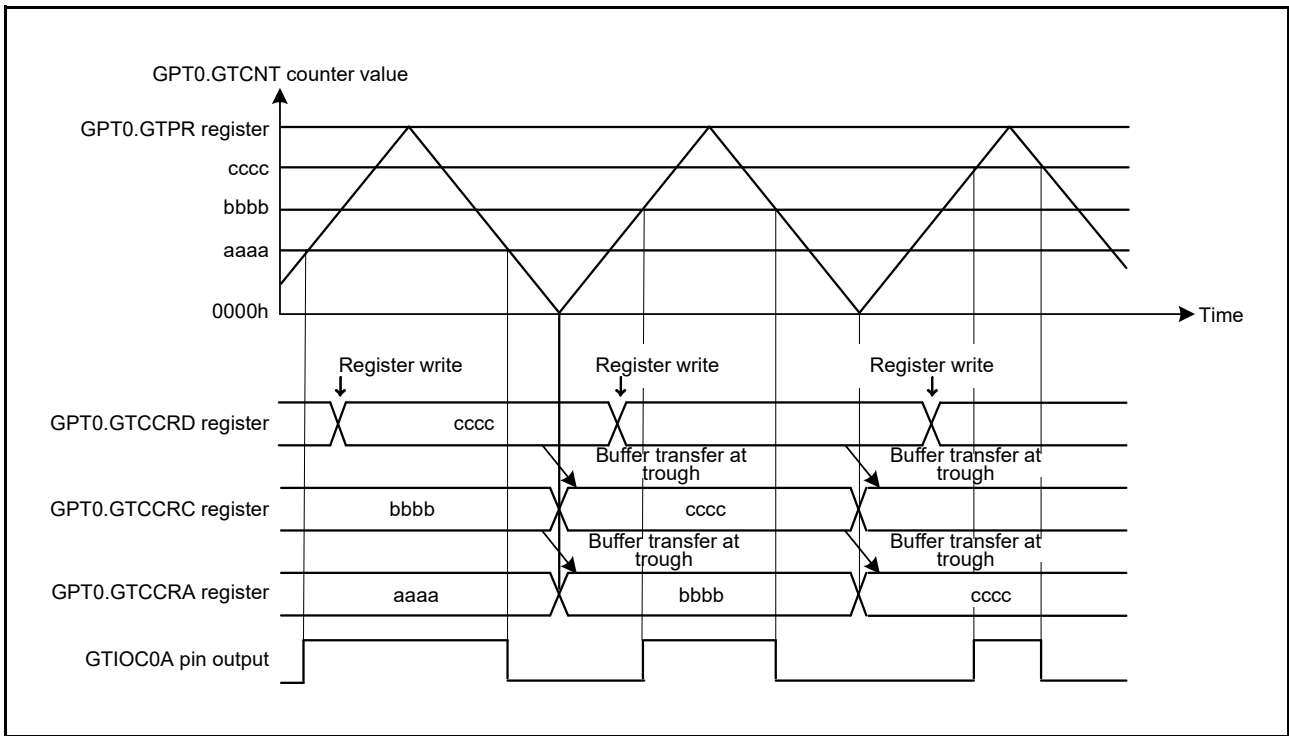 GPT0.GTCNT counter value
GPT0.GTPR register
cccc
bbbb
aaaa
0000h
Time
Register write
Register write
Register write
GPT0.GTCCRD register
cccc
Buffer transfer at
trough
Buffer transfer at
trough
GPT0.GTCCRC register
bbbb
cccc
Buffer transfer at
trough
Buffer transfer at
trough
GPT0.GTCCRA register
aaaa
bbbb
cccc
GTIOC0A pin output